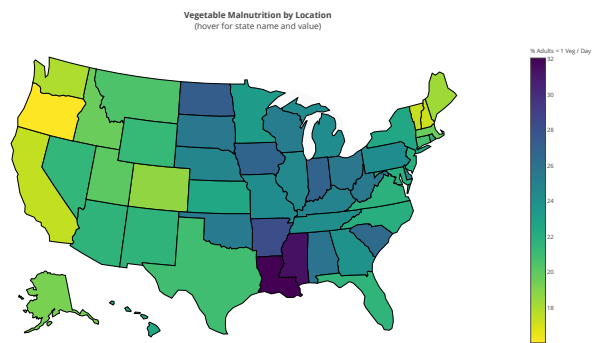 Vegetable Malnutrition by Location
(hover for state name and value)
% Adults < 1 Veg / Day
32
30
28
26
24
22
20
18